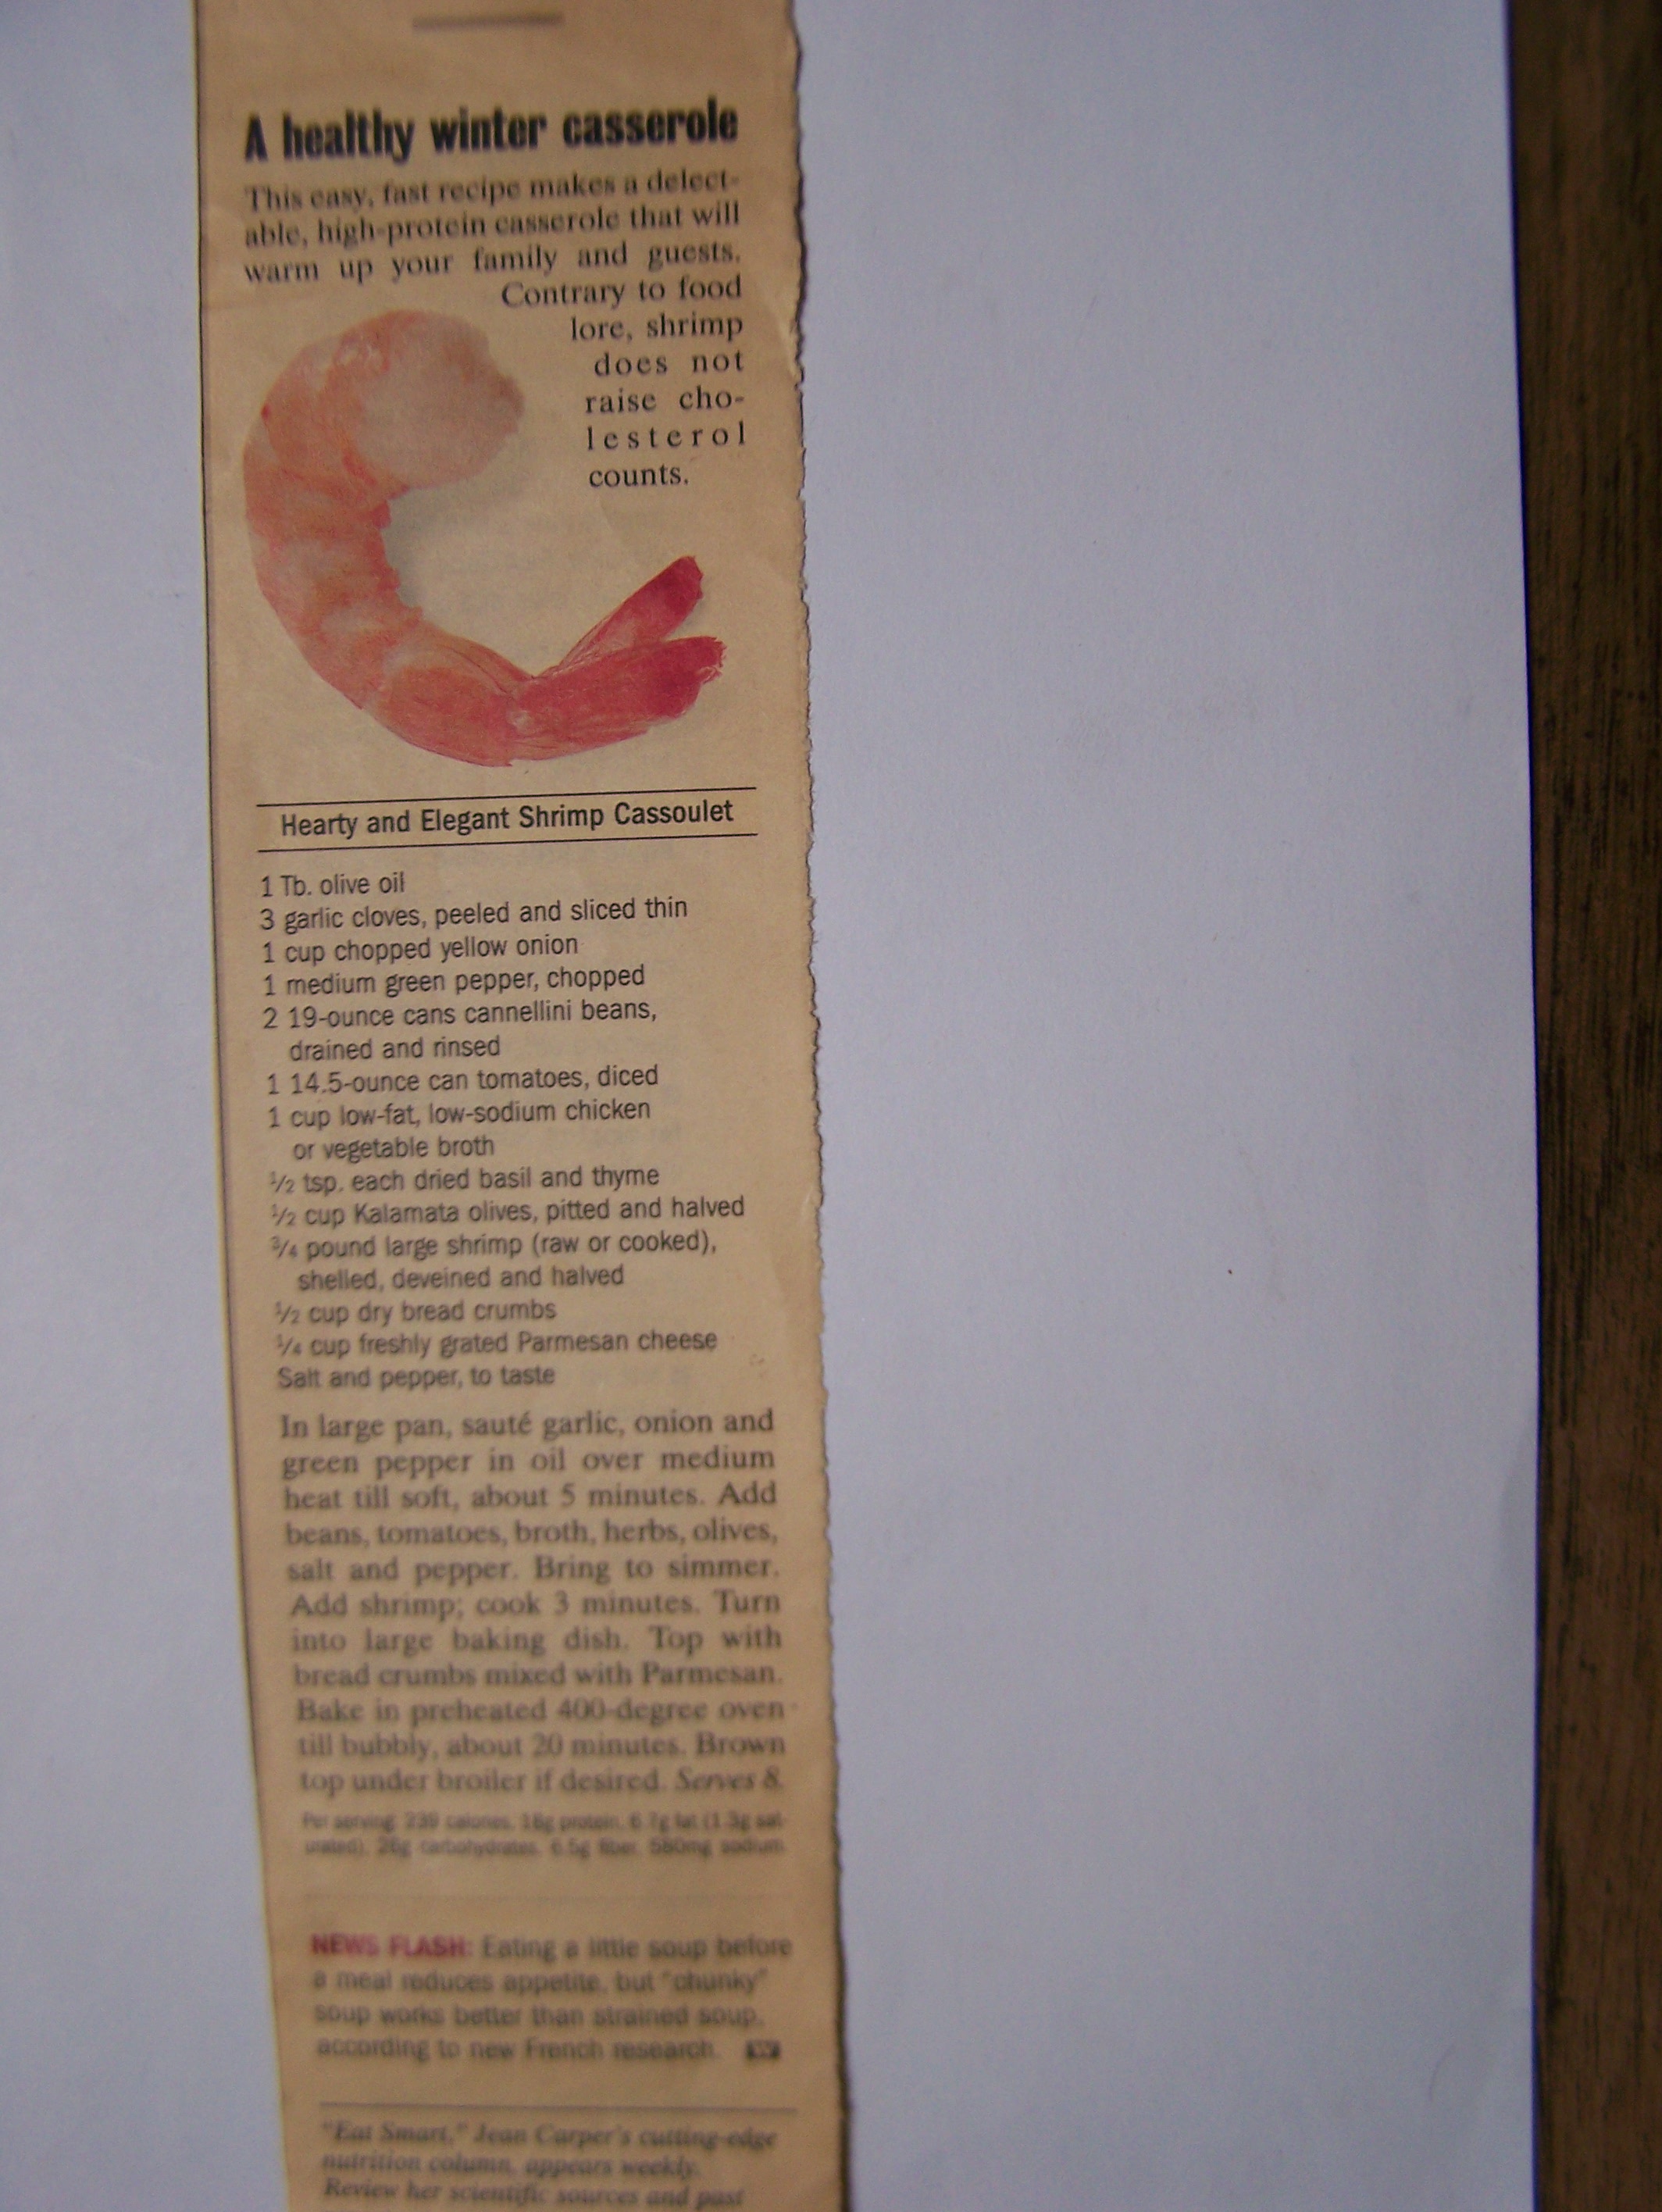 A healthy winter casserole
This easy, fast recipe makes a delect-
able, high-protein casserole that will
warm up your family and guests.
Contrary to food
lore, shrimp
does not
raise cho-
lesterol
counts.
Hearty and Elegant Shrimp Cassoulet
1 Tb. olive oil
3 garlic cloves, peeled and sliced thin
1 cup chopped yellow onion
1 medium green pepper, chopped
2 19-ounce cans cannellini beans,
drained and rinsed
1 14.5-ounce can tomatoes, diced
1 cup low-fat, low-sodium chicken
or vegetable broth
½ tsp. each dried basil and thyme
½ cup Kalamata olives, pitted and halved
¾ pound large shrimp (raw or cooked),
shelled, deveined and halved
½ cup dry bread crumbs
¼ cup freshly grated Parmesan cheese
Salt and pepper, to taste
In large pan, sauté garlic, onion and
green pepper in oil over medium
heat till soft, about 5 minutes. Add
beans, tomatoes, broth, herbs, olives,
salt and pepper. Bring to simmer.
Add shrimp; cook 3 minutes. Turn
into large baking dish. Top with
bread crumbs mixed with Parmesan.
Bake in preheated 400-degree oven
till bubbly, about 20 minutes. Brown
top under broiler if desired. Serves 8.
Per serving: 239 calories, 18g protein, 6.7g fat (1.3g sat-
urated), 26g carbohydrates, 6.5g fiber, 580mg sodium.
NEWS FLASH: Eating a little soup before
a meal reduces appetite, but "chunky"
soup works better than strained soup,
according to new French research.
"Eat Smart," Jean Carper's cutting-edge
nutrition column, appears weekly.
Review her scientific sources and past